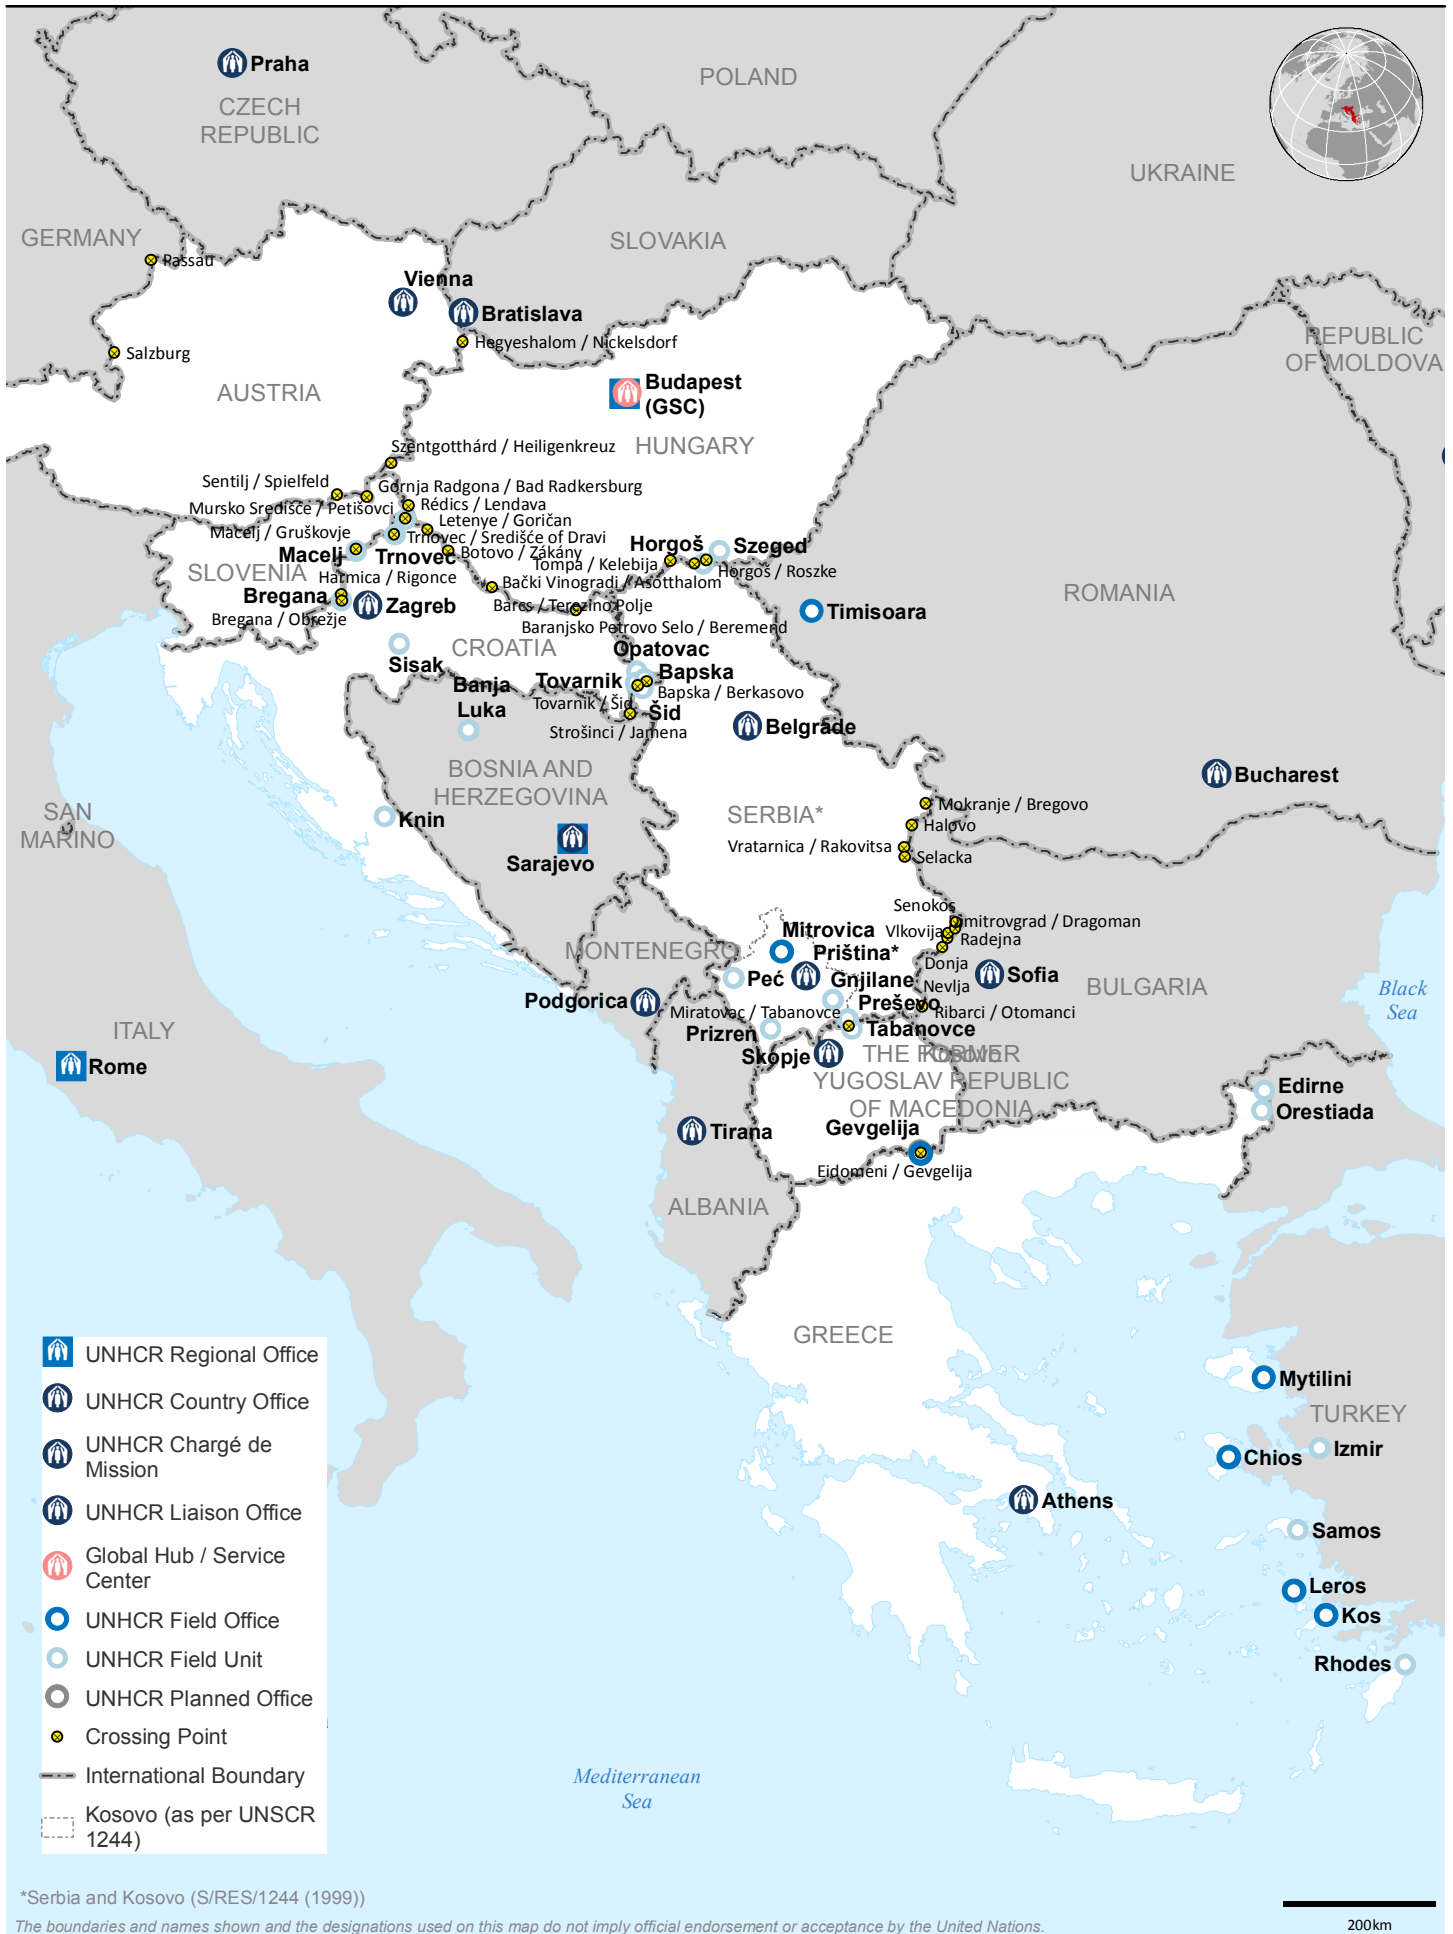 Praha
CZECH
REPUBLIC
POLAND
UKRAINE
GERMANY
Passau
SLOVAKIA
Vienna
Bratislava
Hegyeshalom / Nickelsdorf
Salzburg
REPUBLIC
OF MOLDOVA
AUSTRIA
Budapest
(GSC)
HUNGARY
Szentgotthárd / Heiligenkreuz
Sentilj / Spielfeld
Gornja Radgona / Bad Radkersburg
Mursko Središće / Petišovci
Rédics / Lendava
Letenye / Goričan
Macelj / Gruškovje
Trnovec / Središće of Dravi
Macelj
Trnovec
Botovo / Zákány
Horgoš
Szeged
Tompa / Kelebija
Horgoš / Roszke
SLOVENIA
Harmica / Rigonce
Bački Vinogradi / Asotthalom
ROMANIA
Bregana
Zagreb
Barcs / Terezino Polje
Timisoara
Bregana / Obrežje
Baranjsko Petrovo Selo / Beremend
CROATIA
Opatovac
Sisak
Bapska
Tovarnik
Banja
Luka
Bapska / Berkasovo
Tovarnik / Šid
Šid
Strošinci / Jamena
Belgrade
BOSNIA AND
HERZEGOVINA
Bucharest
SAN
MARINO
Knin
SERBIA*
Mokranje / Bregovo
Halovo
Vratarnica / Rakovitsa
Selacka
Sarajevo
Senokos
Dimitrovgrad / Dragoman
Vlkovija
Radejna
Mitrovica
Priština*
MONTENEGRO
Donja
Nevlja
Sofia
Peć
Gnjilane
BULGARIA
Black
Sea
Podgorica
Preševo
Ribarci / Otomanci
Miratovac / Tabanovce
ITALY
Prizren
Tabanovce
Skopje
THE FORMER
YUGOSLAV REPUBLIC
OF MACEDONIA
Kosovo
Rome
Edirne
Orestiada
Tirana
Gevgelija
Eidomeni / Gevgelija
ALBANIA
GREECE
Mytilini
TURKEY
Izmir
Chios
Athens
Samos
Leros
Kos
Rhodes
Mediterranean
Sea
UNHCR Regional Office
UNHCR Country Office
UNHCR Chargé de
Mission
UNHCR Liaison Office
Global Hub / Service
Center
UNHCR Field Office
UNHCR Field Unit
UNHCR Planned Office
Crossing Point
International Boundary
Kosovo (as per UNSCR
1244)
*Serbia and Kosovo (S/RES/1244 (1999))
The boundaries and names shown and the designations used on this map do not imply official endorsement or acceptance by the United Nations.
200km